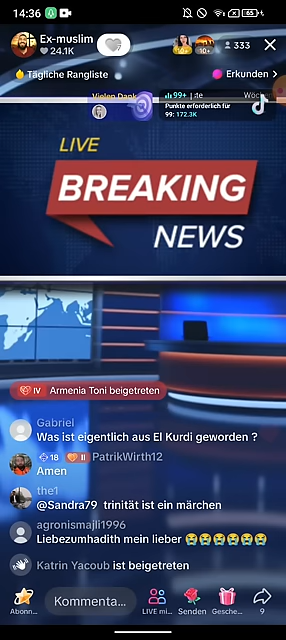 14:36
65
Ex-muslim
24.1K
10+
333
Tägliche Rangliste
Erkunden >
Vielen Dank
99+
Punkte erforderlich für
99: 172.3K
LIVE
BREAKING
NEWS
IV Armenia Toni beigetreten
Gabriel
Was ist eigentlich aus El Kurdi geworden ?
18 II PatrikWirth12
Amen
the1
@Sandra79 trinität ist ein märchen
agronismajli1996
Liebezumhadith mein lieber 😭😭😭😭😭😭
Katrin Yacoub ist beigetreten
Kommenta...
Abonn...
LIVE mi...
Senden
Gesche...
9